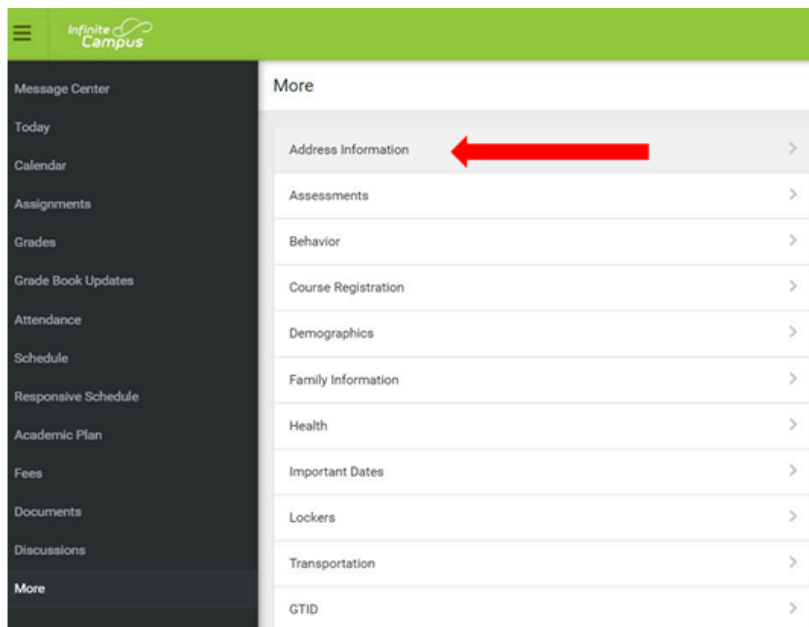 Infinite
Campus
Message Center
Today
Calendar
Assignments
Grades
Grade Book Updates
Attendance
Schedule
Responsive Schedule
Academic Plan
Fees
Documents
Discussions
More
More
Address Information
Assessments
Behavior
Course Registration
Demographics
Family Information
Health
Important Dates
Lockers
Transportation
GTID